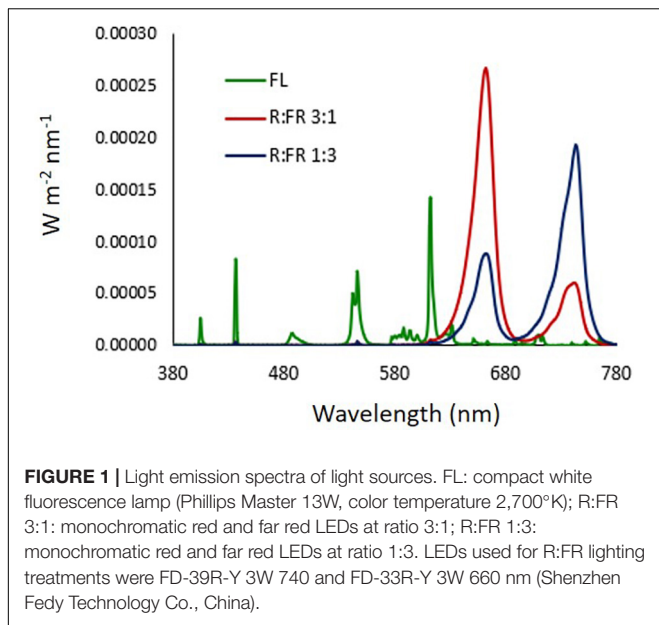 0.00030
0.00025
0.00020
0.00015
0.00010
0.00005
0.00000
W m-2 nm-1
FL
R:FR 3:1
R:FR 1:3
380
480
580
680
780
Wavelength (nm)
FIGURE 1 | Light emission spectra of light sources. FL: compact white
fluorescence lamp (Phillips Master 13W, color temperature 2,700°K); R:FR
3:1: monochromatic red and far red LEDs at ratio 3:1; R:FR 1:3:
monochromatic red and far red LEDs at ratio 1:3. LEDs used for R:FR lighting
treatments were FD-39R-Y 3W 740 and FD-33R-Y 3W 660 nm (Shenzhen
Fedy Technology Co., China).